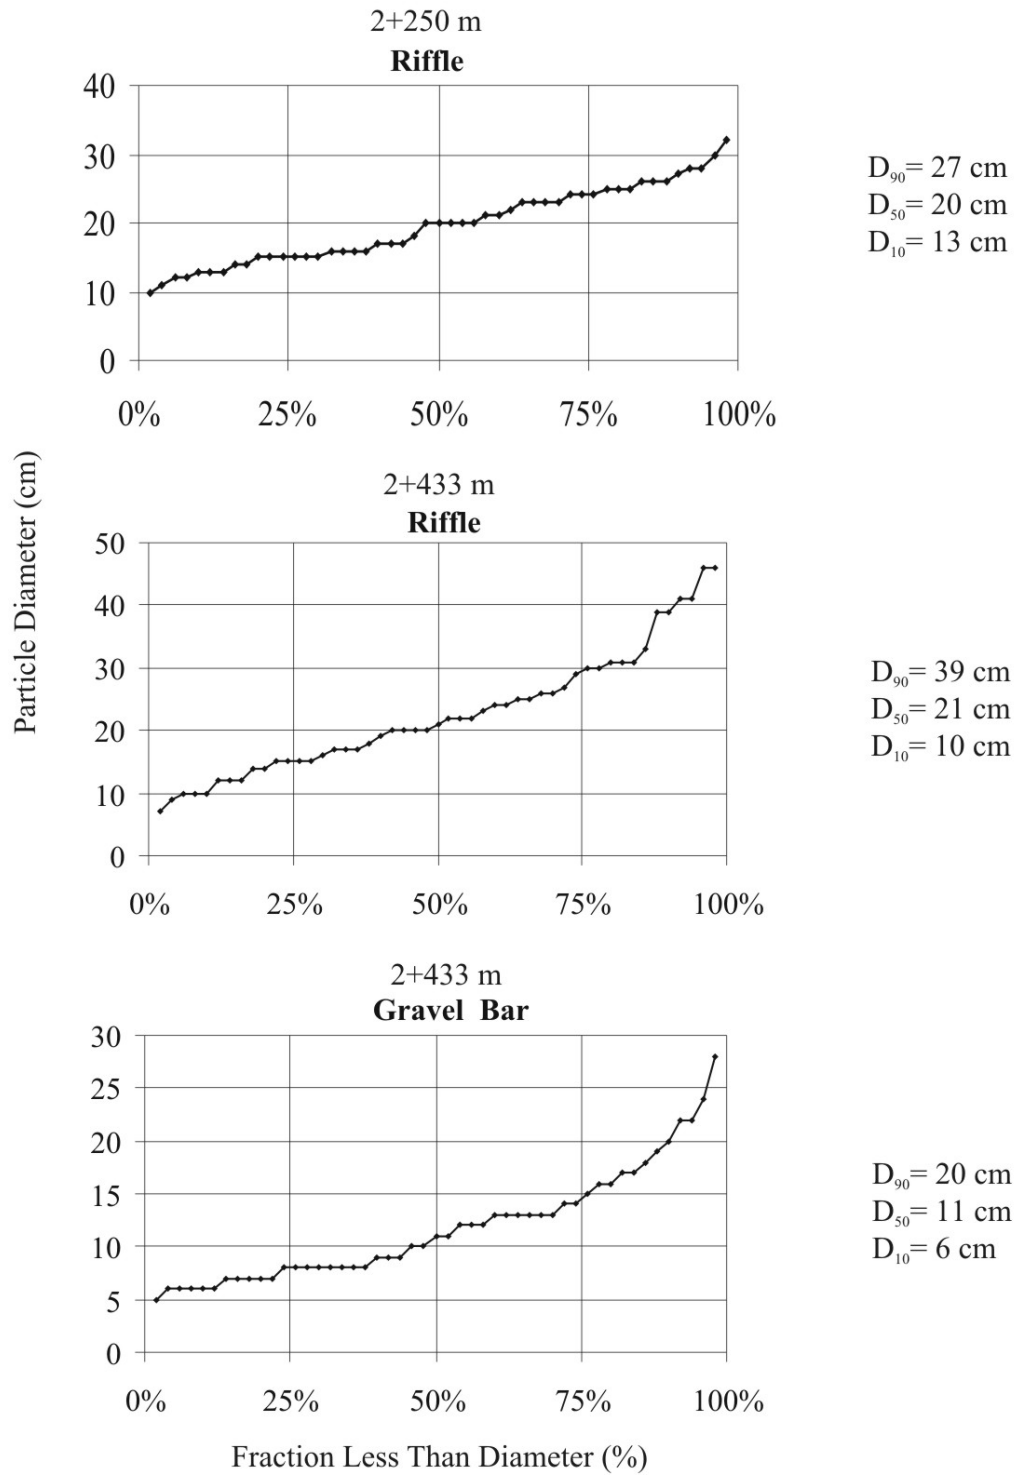 2+250 m
Riffle
40
30
20
10
0
0% 25% 50% 75% 100%
D₉₀= 27 cm
D₅₀= 20 cm
D₁₀= 13 cm
Particle Diameter (cm)
2+433 m
Riffle
50
40
30
20
10
0
0% 25% 50% 75% 100%
D₉₀= 39 cm
D₅₀= 21 cm
D₁₀= 10 cm
2+433 m
Gravel Bar
30
25
20
15
10
5
0
0% 25% 50% 75% 100%
D₉₀= 20 cm
D₅₀= 11 cm
D₁₀= 6 cm
Fraction Less Than Diameter (%)